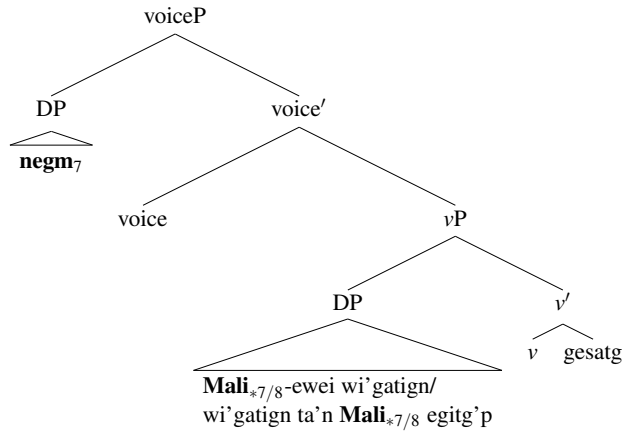 voiceP
DP voice′
negm₇
voice vP
DP v′
v gesatg
Mali∗7/8-ewei wi'gatign/
wi'gatign ta'n Mali∗7/8 egitg'p